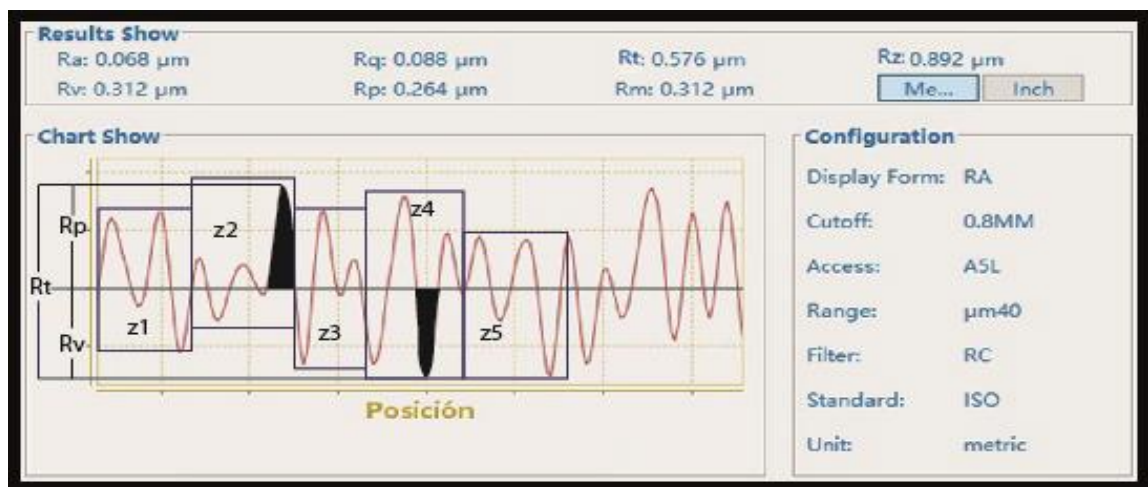 Results Show
Ra: 0.068 μm Rq: 0.088 μm Rt: 0.576 μm Rz: 0.892 μm
Rv: 0.312 μm Rp: 0.264 μm Rm: 0.312 μm Me... Inch
Chart Show
Rp
Rt
Rv
z1
z2
z3
z4
z5
Posición
Configuration
Display Form: RA
Cutoff: 0.8MM
Access: A5L
Range: μm40
Filter: RC
Standard: ISO
Unit: metric